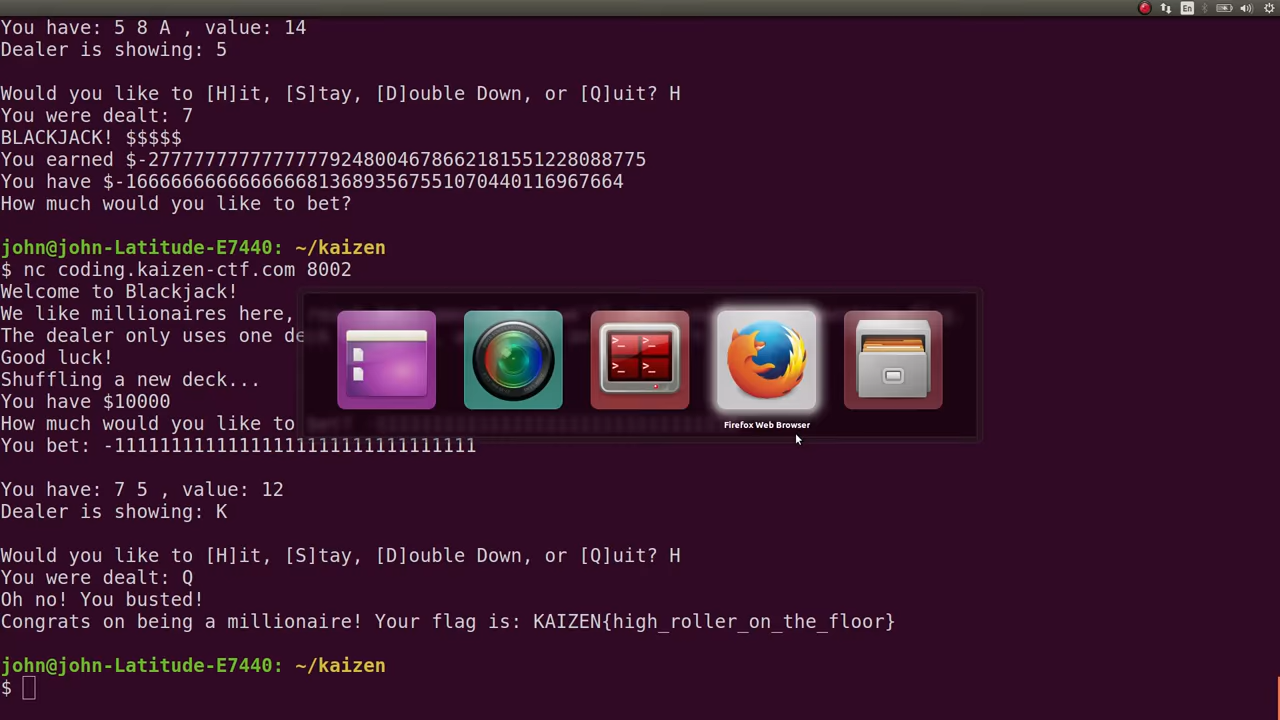 En
You have: 5 8 A , value: 14
Dealer is showing: 5
Would you like to [H]it, [S]tay, [D]ouble Down, or [Q]uit? H
You were dealt: 7
BLACKJACK! $$$$$
You earned $-2777777777777777924800467866218155122808​8775
You have $-1666666666666666813689356755107044011696​7664
How much would you like to bet?
john@john-Latitude-E7440: ~/kaizen
$ nc coding.kaizen-ctf.com 8002
Welcome to Blackjack!
We like millionaires here,
The dealer only uses one de
Good luck!
Shuffling a new deck...
You have $10000
How much would you like to
You bet: -111111111111111111111111111111111
Firefox Web Browser
You have: 7 5 , value: 12
Dealer is showing: K
Would you like to [H]it, [S]tay, [D]ouble Down, or [Q]uit? H
You were dealt: Q
Oh no! You busted!
Congrats on being a millionaire! Your flag is: KAIZEN{high_roller_on_the_floor}
john@john-Latitude-E7440: ~/kaizen
$